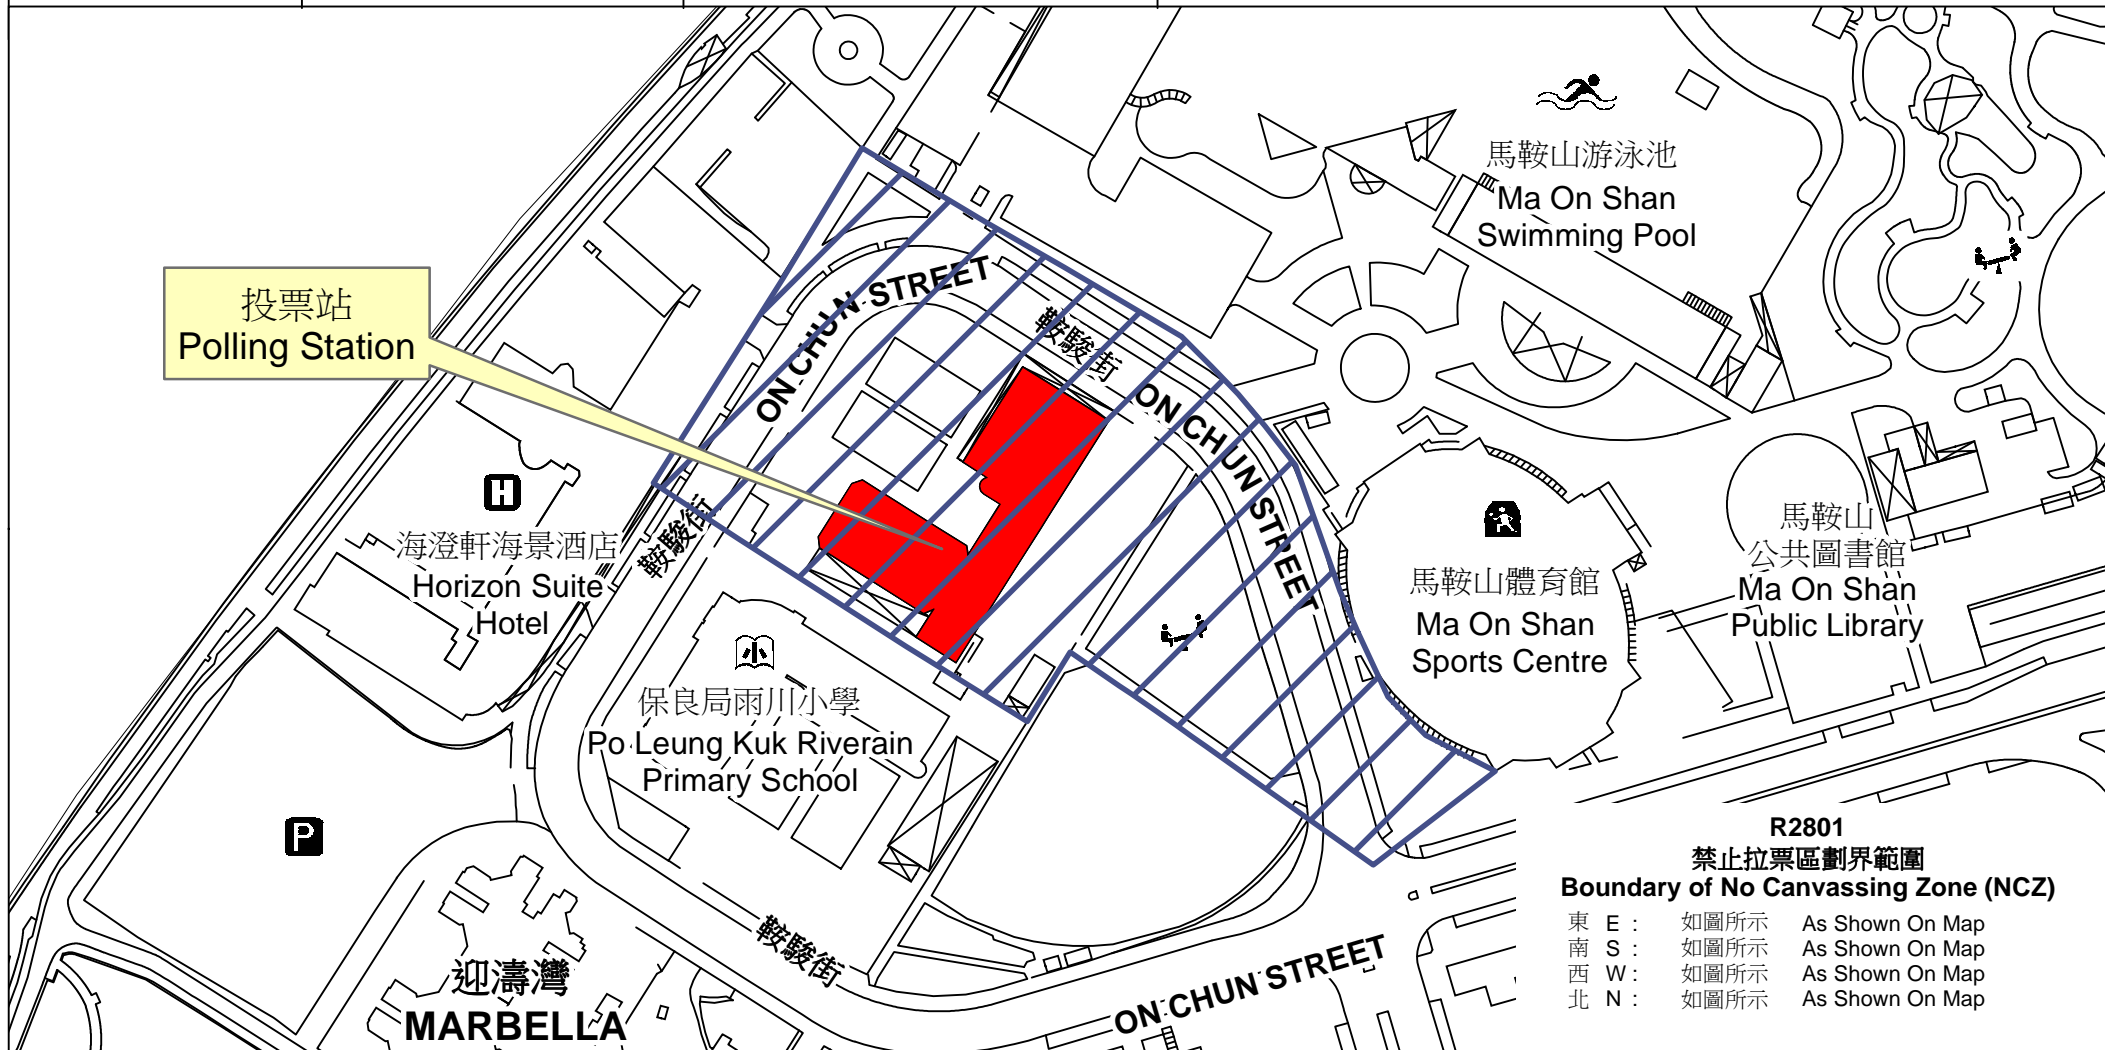 馬鞍山游泳池
Ma On Shan
Swimming Pool
投票站
Polling Station
ON CHUN STREET
鞍駿街
ON CHUN STREET
H
海澄軒海景酒店
Horizon Suite
Hotel
鞍駿街
馬鞍山體育館
Ma On Shan
Sports Centre
馬鞍山
公共圖書館
Ma On Shan
Public Library
保良局雨川小學
Po Leung Kuk Riverain
Primary School
P
鞍駿街
迎濤灣
MARBELLA
ON CHUN STREET
R2801
禁止拉票區劃界範圍
Boundary of No Canvassing Zone (NCZ)
東 E : 如圖所示 As Shown On Map
南 S : 如圖所示 As Shown On Map
西 W : 如圖所示 As Shown On Map
北 N : 如圖所示 As Shown On Map